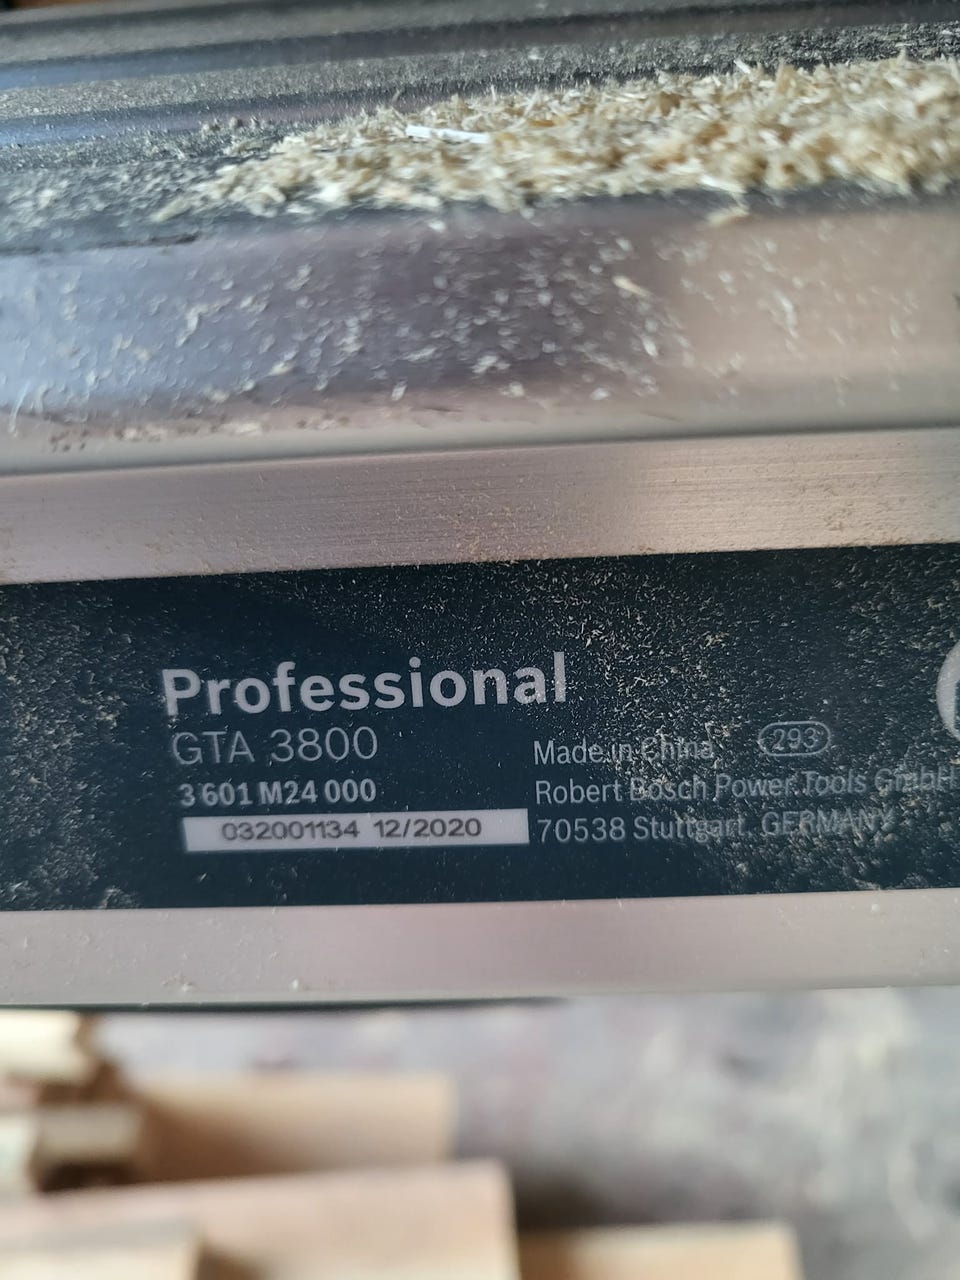 Professional
GTA 3800
3 601 M24 000
032001134 12/2020
Made in China 293
Robert Bosch Power Tools GmbH
70538 Stuttgart, GERMANY